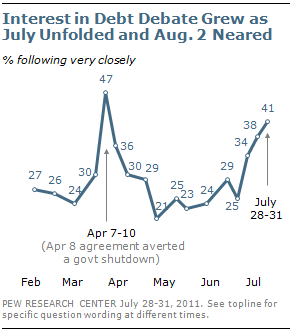 Interest in Debt Debate Grew as
July Unfolded and Aug. 2 Neared
% following very closely
47
41
38
36
34
30
30
29
29
27
26
25
24
24
23
25
21
July
28-31
Apr 7-10
(Apr 8 agreement averted
a govt shutdown)
Feb Mar Apr May Jun Jul
PEW RESEARCH CENTER July 28-31, 2011. See topline for
specific question wording at different times.